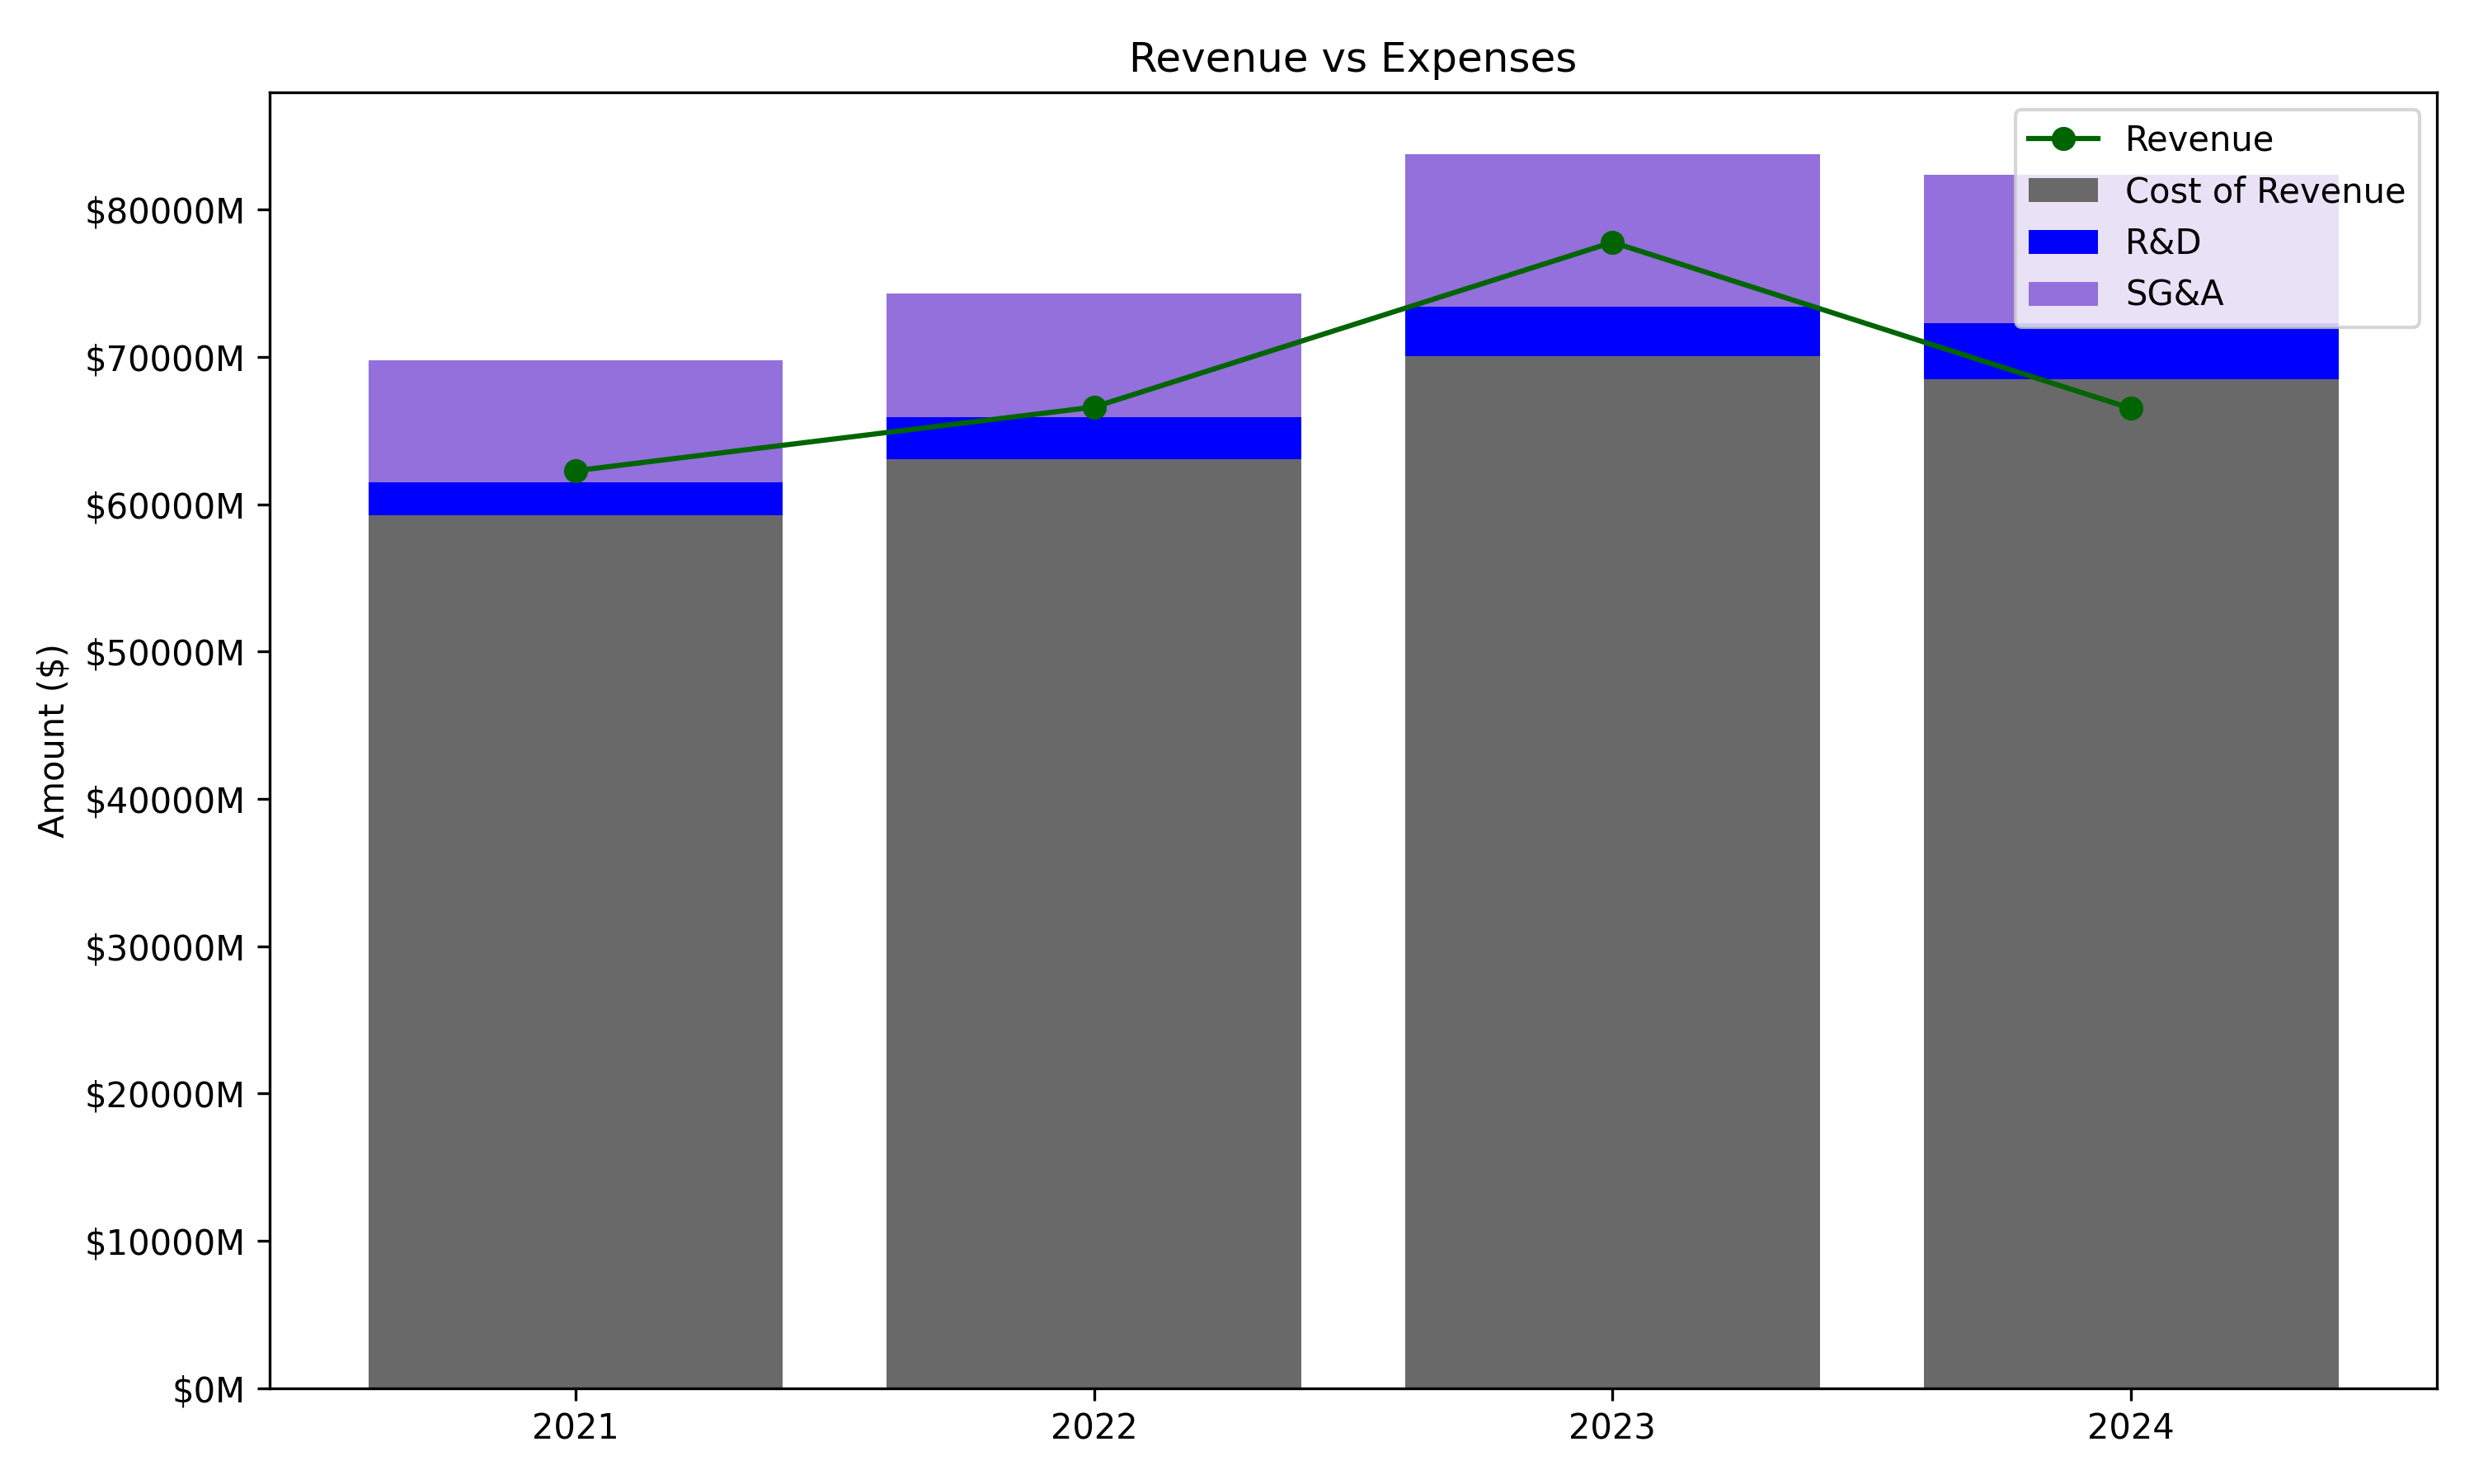 Revenue vs Expenses
Revenue
Cost of Revenue
R&D
SG&A
Amount ($)
$80000M
$70000M
$60000M
$50000M
$40000M
$30000M
$20000M
$10000M
$0M
2021
2022
2023
2024